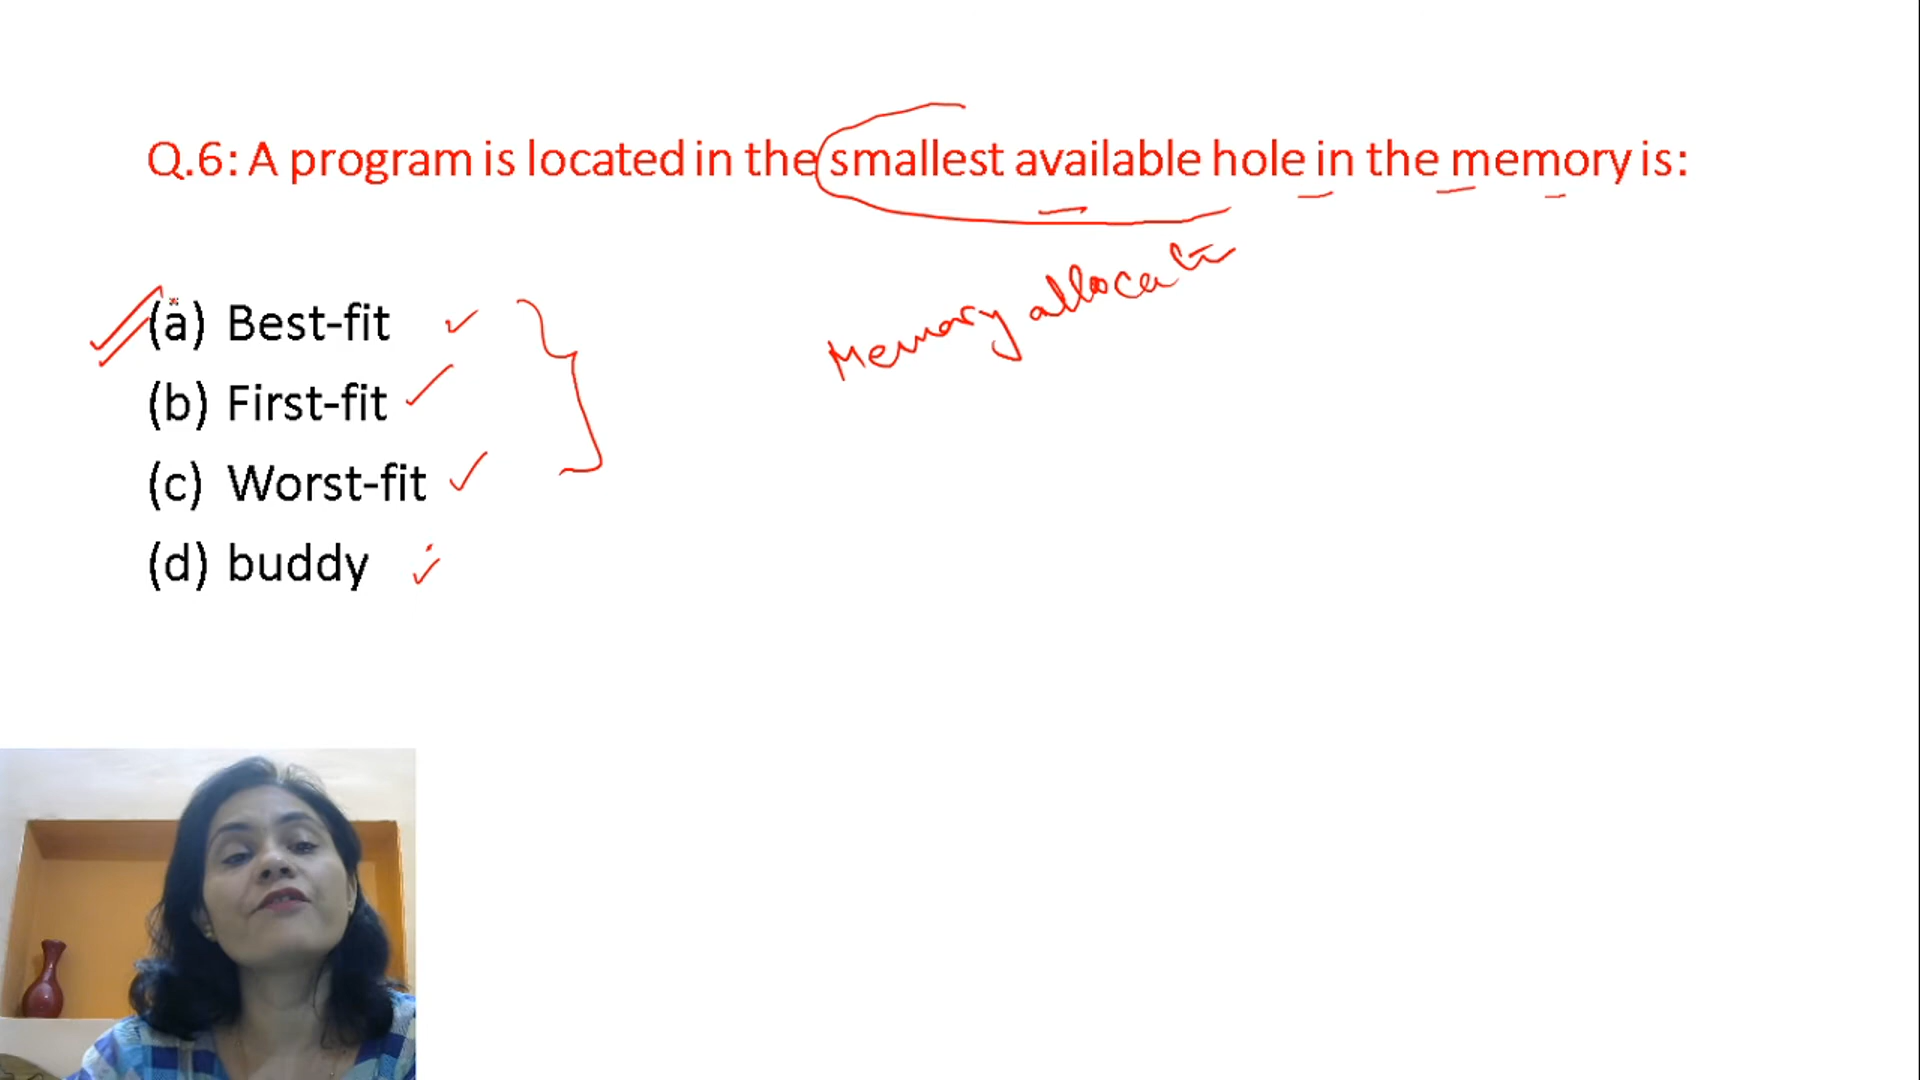 Q.6: A program is located in the smallest available hole in the memory is:
Memory allocati
(a) Best-fit
(b) First-fit
(c) Worst-fit
(d) buddy